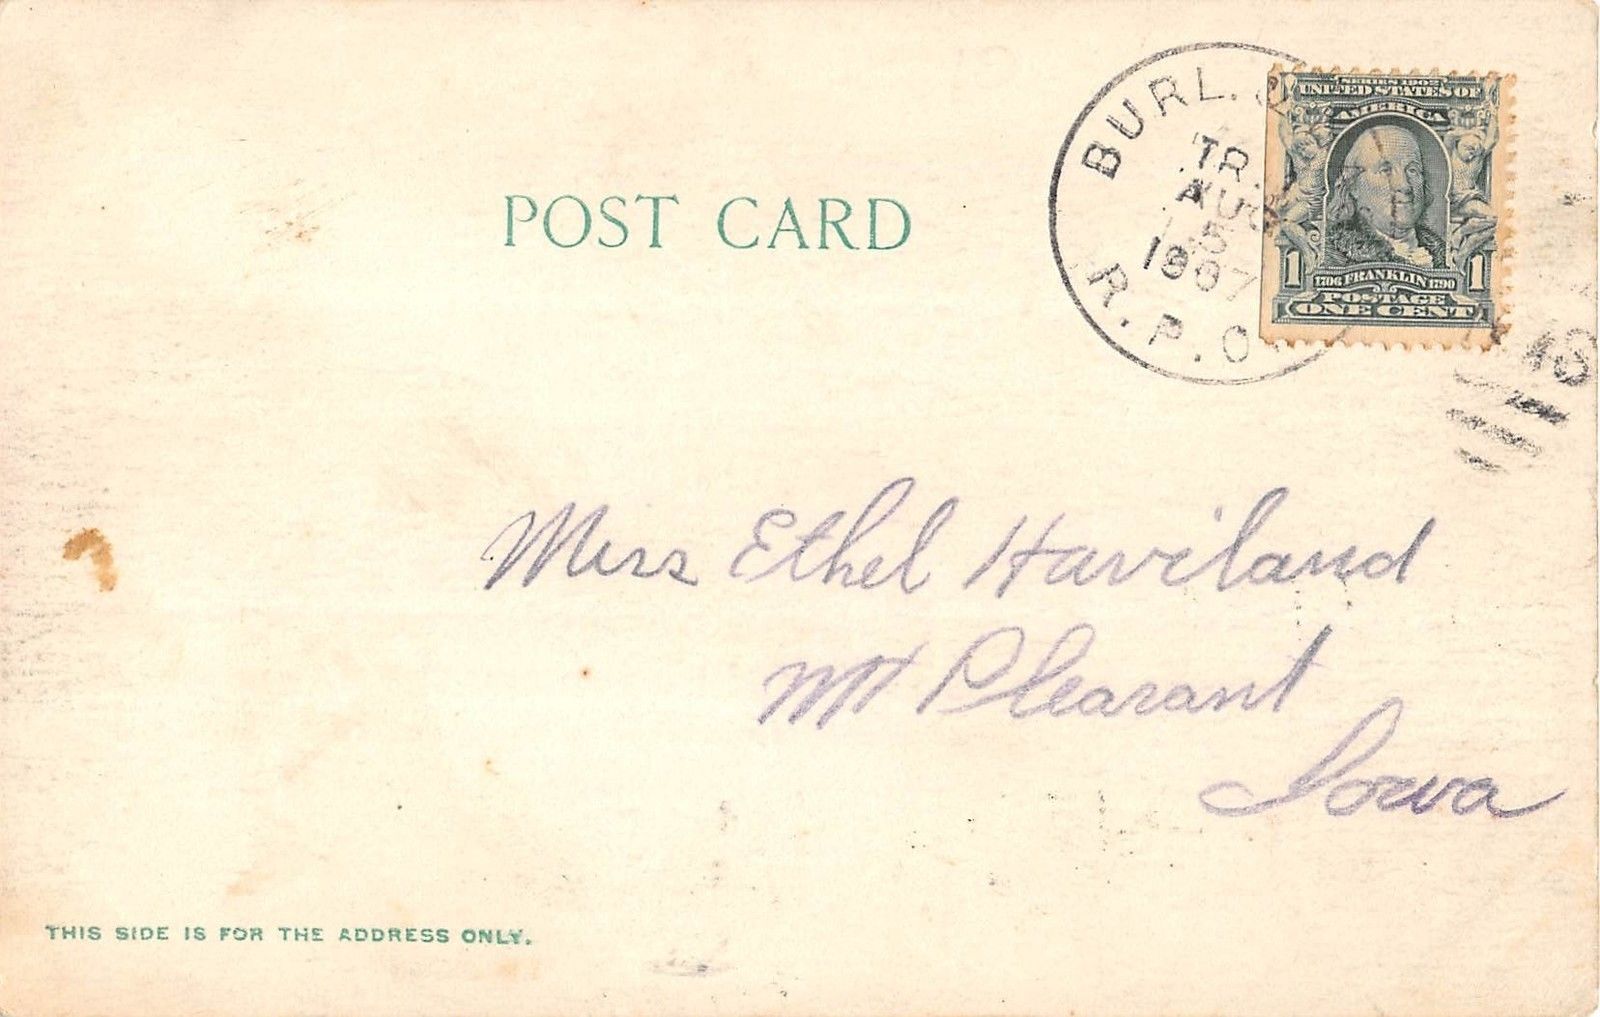 POST CARD
BURL.
TR.
AUG
5
1907
R.P.O.
SERIES 1902
UNITED STATES OF
AMERICA
1 1706 FRANKLIN 1790 1
POSTAGE
ONE CENT
Miss Ethel Haviland
Mt Pleasant
Iowa
THIS SIDE IS FOR THE ADDRESS ONLY.